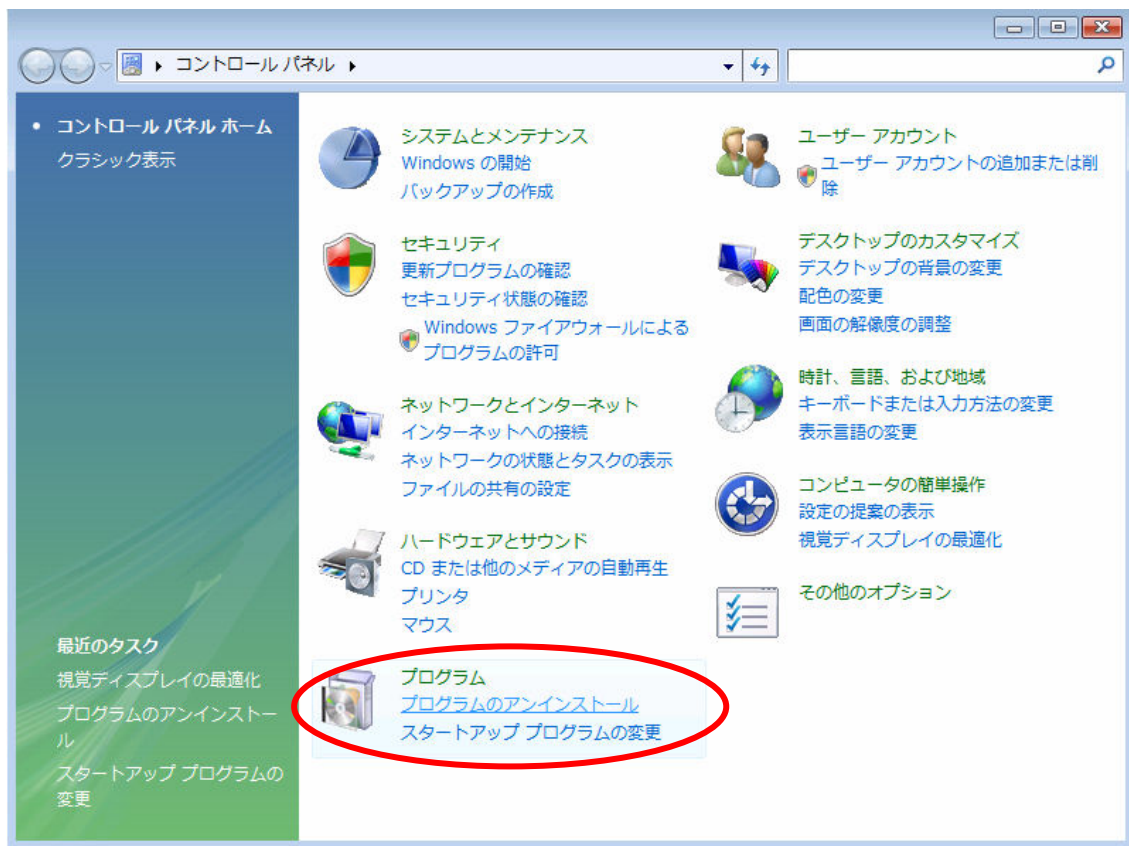 コントロール パネル
コントロール パネル ホーム
クラシック表示
システムとメンテナンス
Windows の開始
バックアップの作成
セキュリティ
更新プログラムの確認
セキュリティ状態の確認
Windows ファイアウォールによる
プログラムの許可
ネットワークとインターネット
インターネットへの接続
ネットワークの状態とタスクの表示
ファイルの共有の設定
ハードウェアとサウンド
CD または他のメディアの自動再生
プリンタ
マウス
プログラム
プログラムのアンインストール
スタートアップ プログラムの変更
ユーザー アカウント
ユーザー アカウントの追加または削
除
デスクトップのカスタマイズ
デスクトップの背景の変更
配色の変更
画面の解像度の調整
時計、言語、および地域
キーボードまたは入力方法の変更
表示言語の変更
コンピュータの簡単操作
設定の提案の表示
視覚ディスプレイの最適化
その他のオプション
最近のタスク
視覚ディスプレイの最適化
プログラムのアンインストー
ル
スタートアップ プログラムの
変更